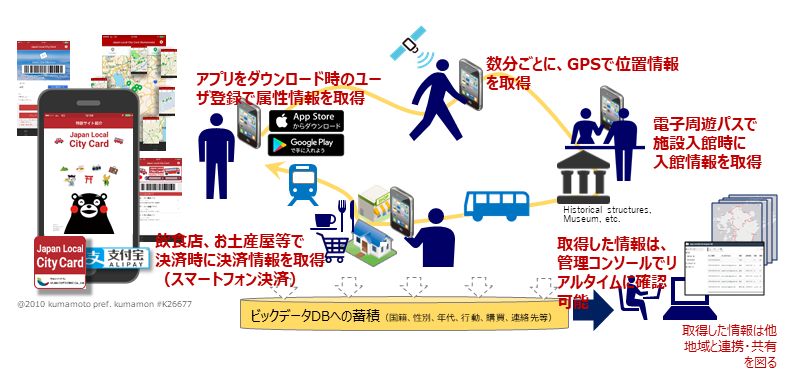 アプリをダウンロード時のユー
ザ登録で属性情報を取得
数分ごとに、GPSで位置情報
を取得
App Store
からダウンロード
Google Play
で手に入れよう
電子周遊パスで
施設入館時に
入館情報を取得
Historical structures,
Museum, etc.
特設サイト紹介
Japan Local
City Card
飲食店、お土産屋等で
決済時に決済情報を取得
（スマートフォン決済）
Japan Local
City Card
支 支付宝
ALIPAY
@2010 kumamoto pref. kumamon #K26677
取得した情報は、
管理コンソールでリ
アルタイムに確認
可能
ビックデータDBへの蓄積（国籍、性別、年代、行動、購買、連絡先等）
取得した情報は他
地域と連携・共有
を図る